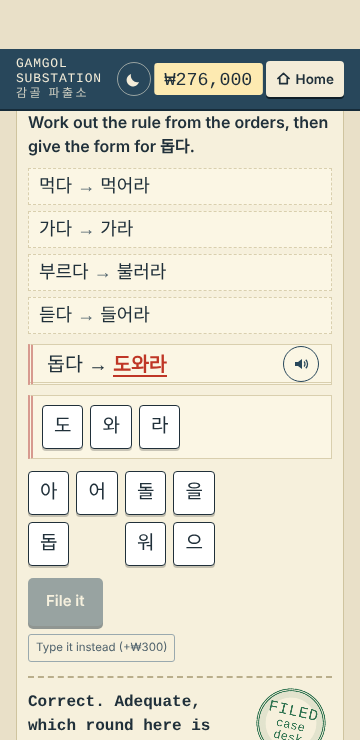 GAMGOL
SUBSTATION
감골 파출소
₩276,000
Home
Work out the rule from the orders, then
give the form for 돕다.
먹다 → 먹어라
가다 → 가라
부르다 → 불러라
듣다 → 들어라
돕다 → 도와라
도 와 라
아 어 돌 을
돕 워 으
File it
Type it instead (+₩300)
Correct. Adequate,
which round here is
FILED
case
desk